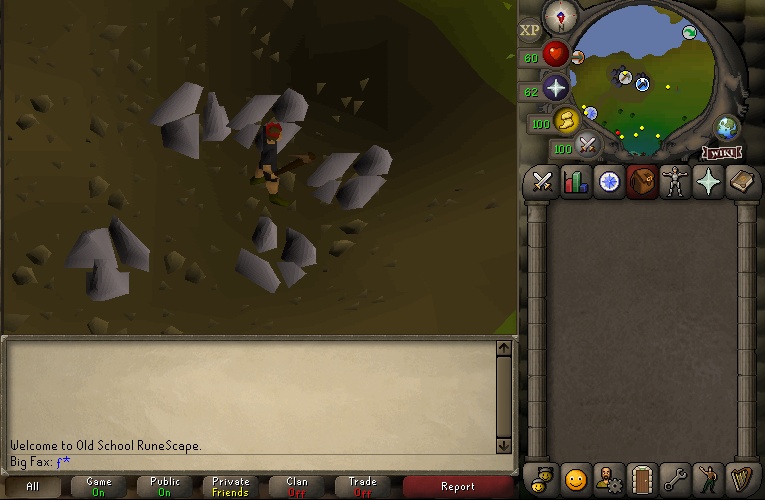 XP
N
60
62
100
100
WIKI
Welcome to Old School RuneScape.
Big Fax: f*
All
Game
On
Public
On
Private
Friends
Clan
Off
Trade
Off
Report